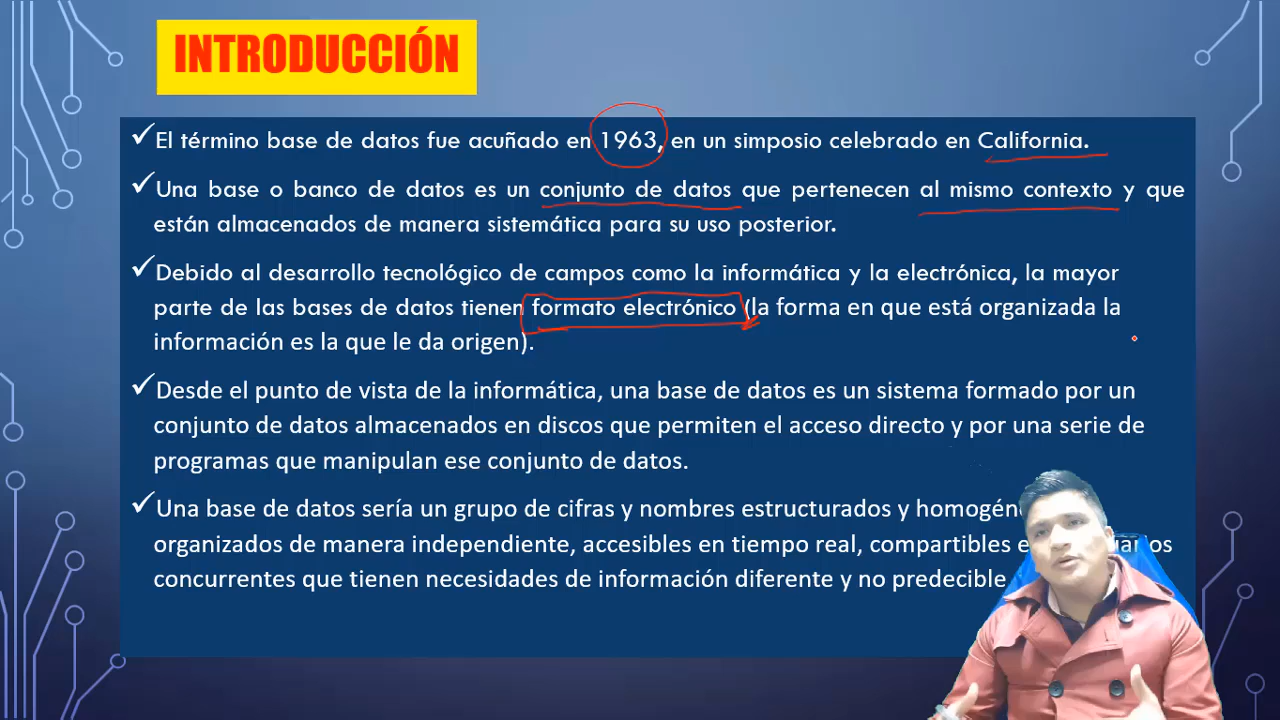 INTRODUCCIÓN
✓El término base de datos fue acuñado en 1963, en un simposio celebrado en California.
✓Una base o banco de datos es un conjunto de datos que pertenecen al mismo contexto y que
están almacenados de manera sistemática para su uso posterior.
✓Debido al desarrollo tecnológico de campos como la informática y la electrónica, la mayor
parte de las bases de datos tienen formato electrónico (la forma en que está organizada la
información es la que le da origen).
✓Desde el punto de vista de la informática, una base de datos es un sistema formado por un
conjunto de datos almacenados en discos que permiten el acceso directo y por una serie de
programas que manipulan ese conjunto de datos.
✓Una base de datos sería un grupo de cifras y nombres estructurados y
organizados de manera independiente, accesibles en tiempo real, compartibles
concurrentes que tienen necesidades de información diferente y no predecible